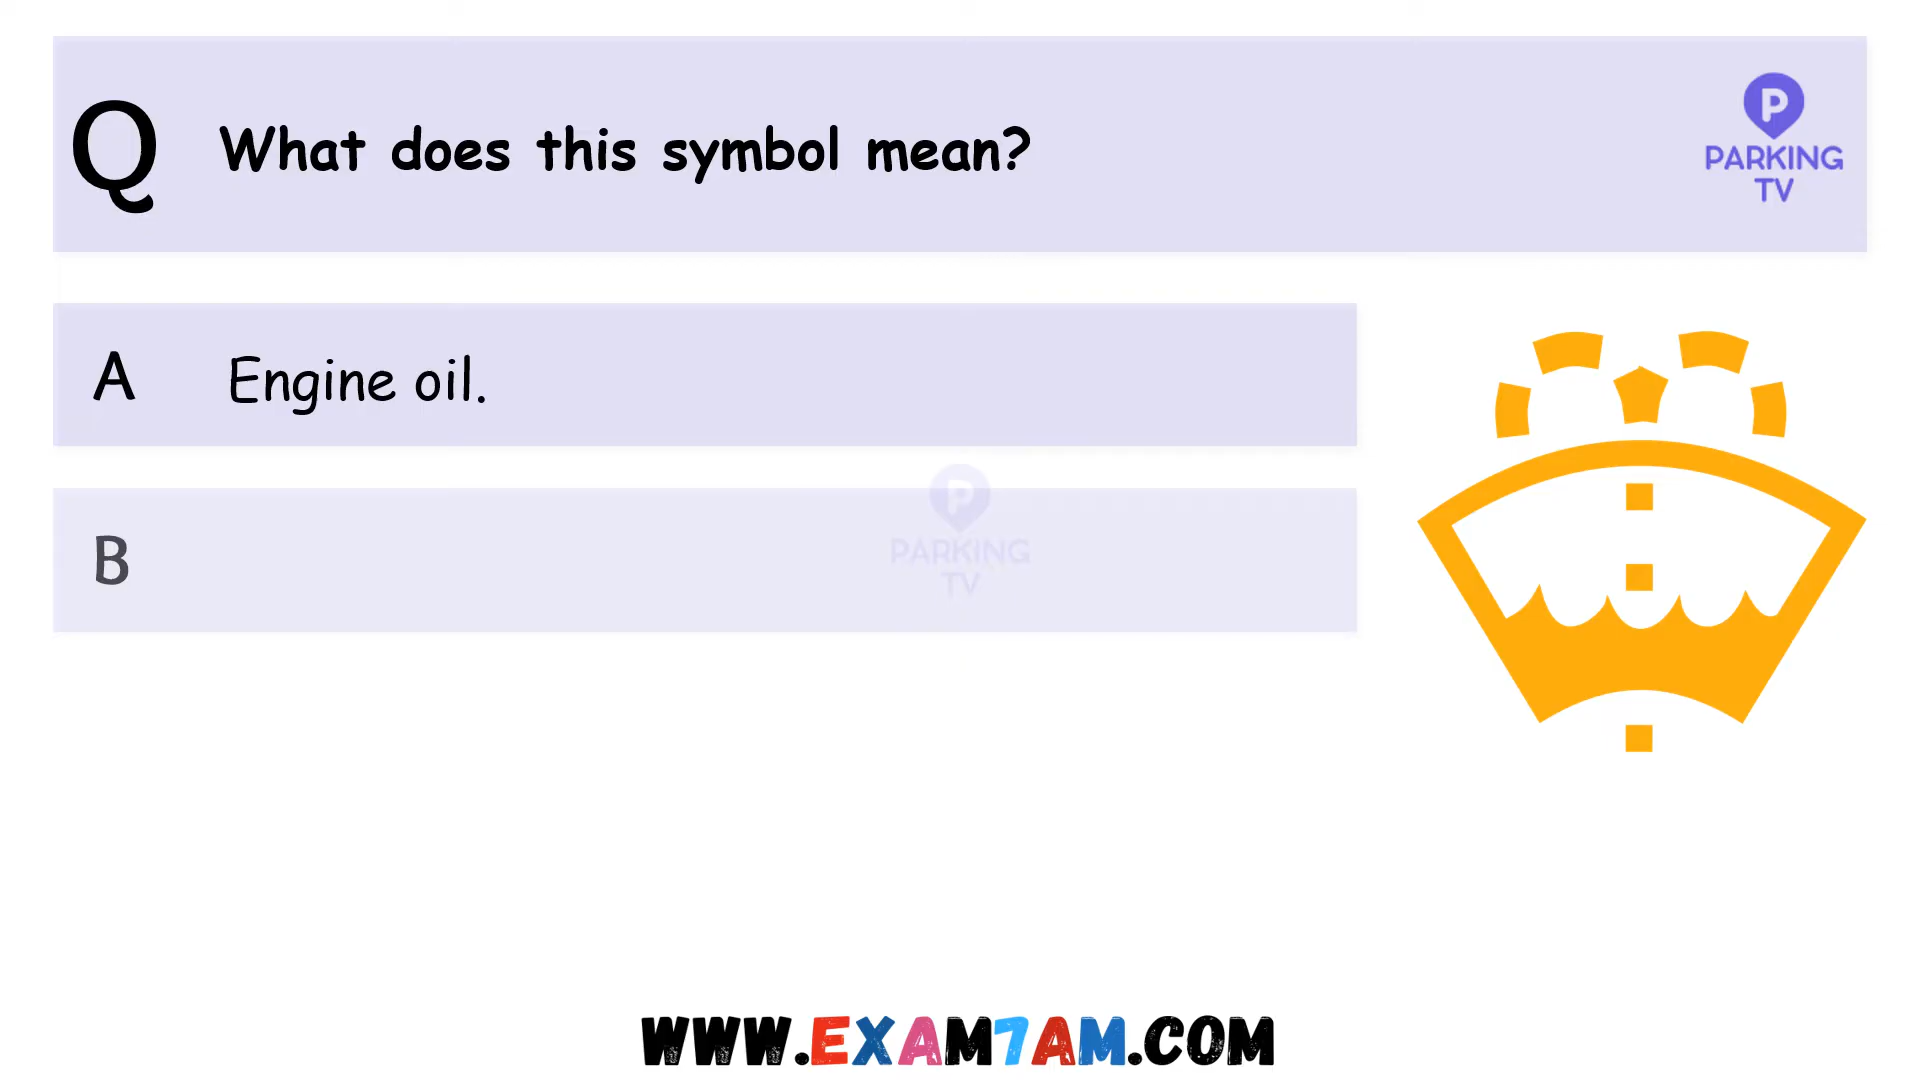 Q What does this symbol mean?
P
PARKING
TV
A Engine oil.
B
P
PARKING
TV
WWW.EXAM7AM.COM